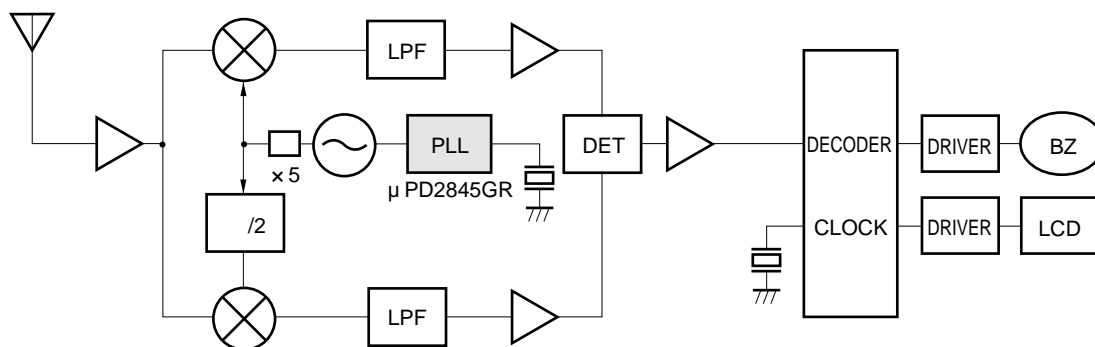 LPF
× 5
PLL
μ PD2845GR
DET
DECODER
DRIVER
BZ
/2
CLOCK
DRIVER
LCD
LPF